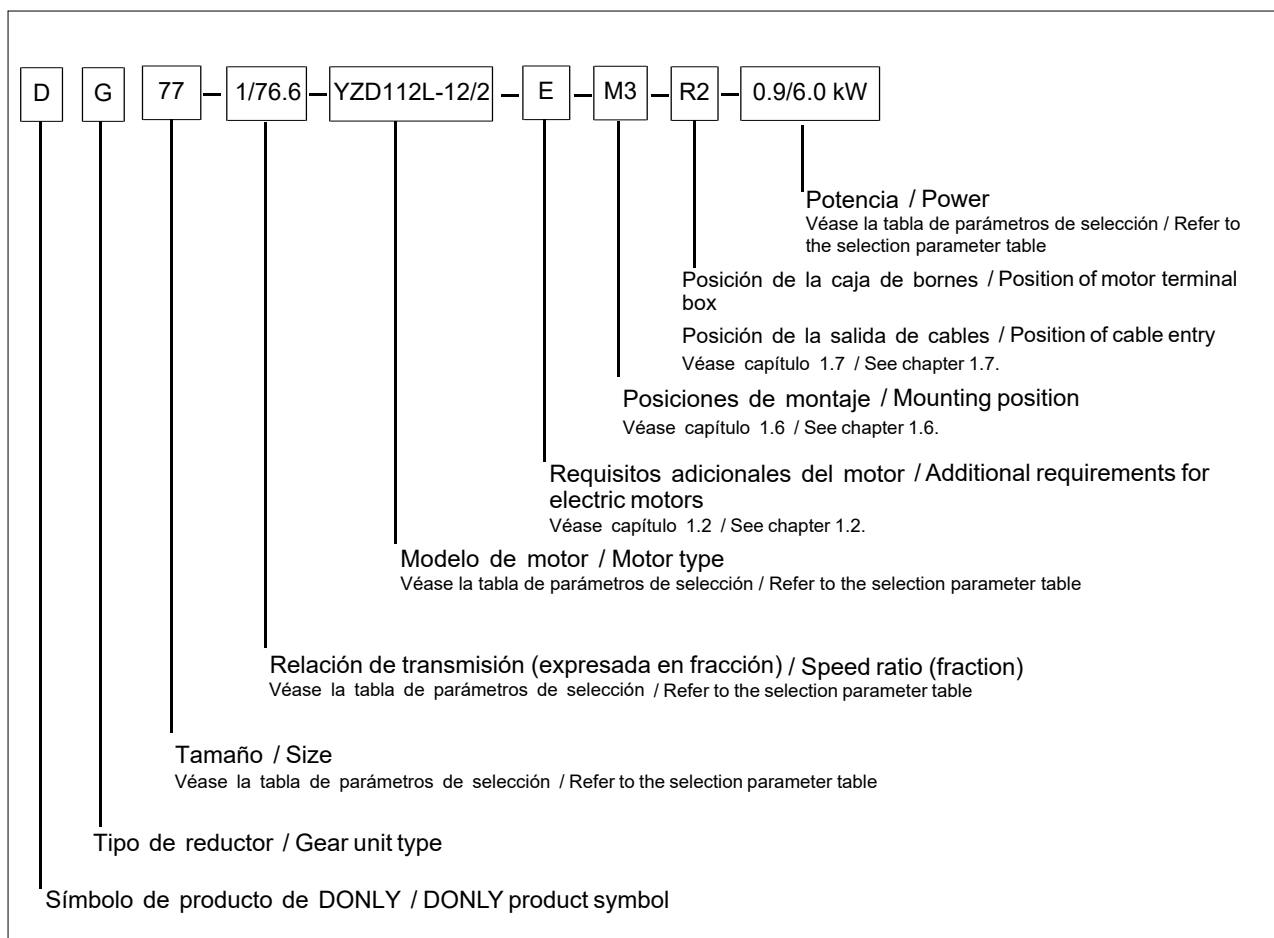 D G 77 – 1/76.6 – YZD112L-12/2 – E – M3 – R2 – 0.9/6.0 kW
Potencia / Power
Véase la tabla de parámetros de selección / Refer to
the selection parameter table
Posición de la caja de bornes / Position of motor terminal
box
Posición de la salida de cables / Position of cable entry
Véase capítulo 1.7 / See chapter 1.7.
Posiciones de montaje / Mounting position
Véase capítulo 1.6 / See chapter 1.6.
Requisitos adicionales del motor / Additional requirements for
electric motors
Véase capítulo 1.2 / See chapter 1.2.
Modelo de motor / Motor type
Véase la tabla de parámetros de selección / Refer to the selection parameter table
Relación de transmisión (expresada en fracción) / Speed ratio (fraction)
Véase la tabla de parámetros de selección / Refer to the selection parameter table
Tamaño / Size
Véase la tabla de parámetros de selección / Refer to the selection parameter table
Tipo de reductor / Gear unit type
Símbolo de producto de DONLY / DONLY product symbol